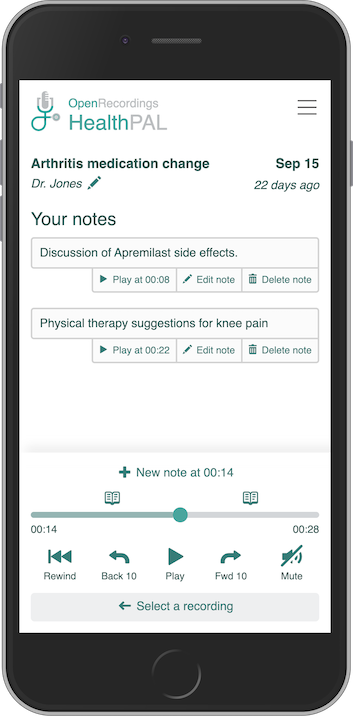 OpenRecordings
HealthPAL
Arthritis medication change Sep 15
Dr. Jones 22 days ago
Your notes
Discussion of Apremilast side effects.
Play at 00:08 Edit note Delete note
Physical therapy suggestions for knee pain
Play at 00:22 Edit note Delete note
New note at 00:14
00:14 00:28
Rewind Back 10 Play Fwd 10 Mute
Select a recording